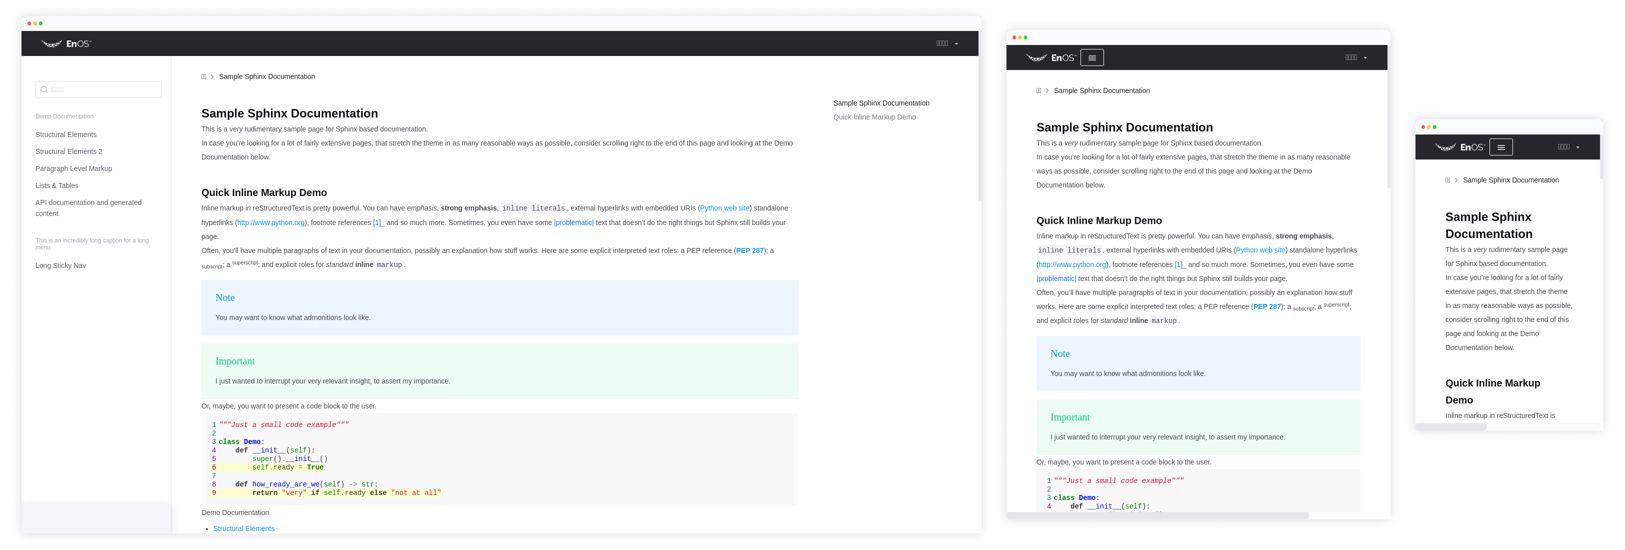 EnOS™
Demo Documentation
Structural Elements
Structural Elements 2
Paragraph Level Markup
Lists & Tables
API documentation and generated
content
This is an incredibly long caption for a long
menu
Long Sticky Nav
Sample Sphinx Documentation
Sample Sphinx Documentation
This is a very rudimentary sample page for Sphinx based documentation.
In case you're looking for a lot of fairly extensive pages, that stretch the theme in as many reasonable ways as possible, consider scrolling right to the end of this page and looking at the Demo
Documentation below.
Quick Inline Markup Demo
Inline markup in reStructuredText is pretty powerful. You can have emphasis, strong emphasis, inline literals, external hyperlinks with embedded URIs (Python web site) standalone
hyperlinks (http://www.python.org), footnote references [1]_ and so much more. Sometimes, you even have some |problematic| text that doesn't do the right things but Sphinx still builds your
page.
Often, you'll have multiple paragraphs of text in your documentation, possibly an explanation how stuff works. Here are some explicit interpreted text roles: a PEP reference (PEP 287); a
subscript; a superscript; and explicit roles for standard inline markup.
Note
You may want to know what admonitions look like.
Important
I just wanted to interrupt your very relevant insight, to assert my importance.
Or, maybe, you want to present a code block to the user.
1 """Just a small code example"""
2
3 class Demo:
4     def __init__(self):
5         super().__init__()
6         self.ready = True
7
8     def how_ready_are_we(self) -> str:
9         return "very" if self.ready else "not at all"
Demo Documentation
• Structural Elements
Sample Sphinx Documentation
Quick Inline Markup Demo
EnOS™
Sample Sphinx Documentation
Sample Sphinx Documentation
This is a very rudimentary sample page for Sphinx based documentation.
In case you're looking for a lot of fairly extensive pages, that stretch the theme in as many reasonable
ways as possible, consider scrolling right to the end of this page and looking at the Demo
Documentation below.
Quick Inline Markup Demo
Inline markup in reStructuredText is pretty powerful. You can have emphasis, strong emphasis,
inline literals, external hyperlinks with embedded URIs (Python web site) standalone hyperlinks
(http://www.python.org), footnote references [1]_ and so much more. Sometimes, you even have some
|problematic| text that doesn't do the right things but Sphinx still builds your page.
Often, you'll have multiple paragraphs of text in your documentation, possibly an explanation how stuff
works. Here are some explicit interpreted text roles: a PEP reference (PEP 287); a subscript; a superscript;
and explicit roles for standard inline markup.
Note
You may want to know what admonitions look like.
Important
I just wanted to interrupt your very relevant insight, to assert my importance.
Or, maybe, you want to present a code block to the user.
1 """Just a small code example"""
2
3 class Demo:
4     def __init__(self):
EnOS™
Sample Sphinx Documentation
Sample Sphinx
Documentation
This is a very rudimentary sample page
for Sphinx based documentation.
In case you're looking for a lot of fairly
extensive pages, that stretch the theme
in as many reasonable ways as possible,
consider scrolling right to the end of this
page and looking at the Demo
Documentation below.
Quick Inline Markup
Demo
Inline markup in reStructuredText is